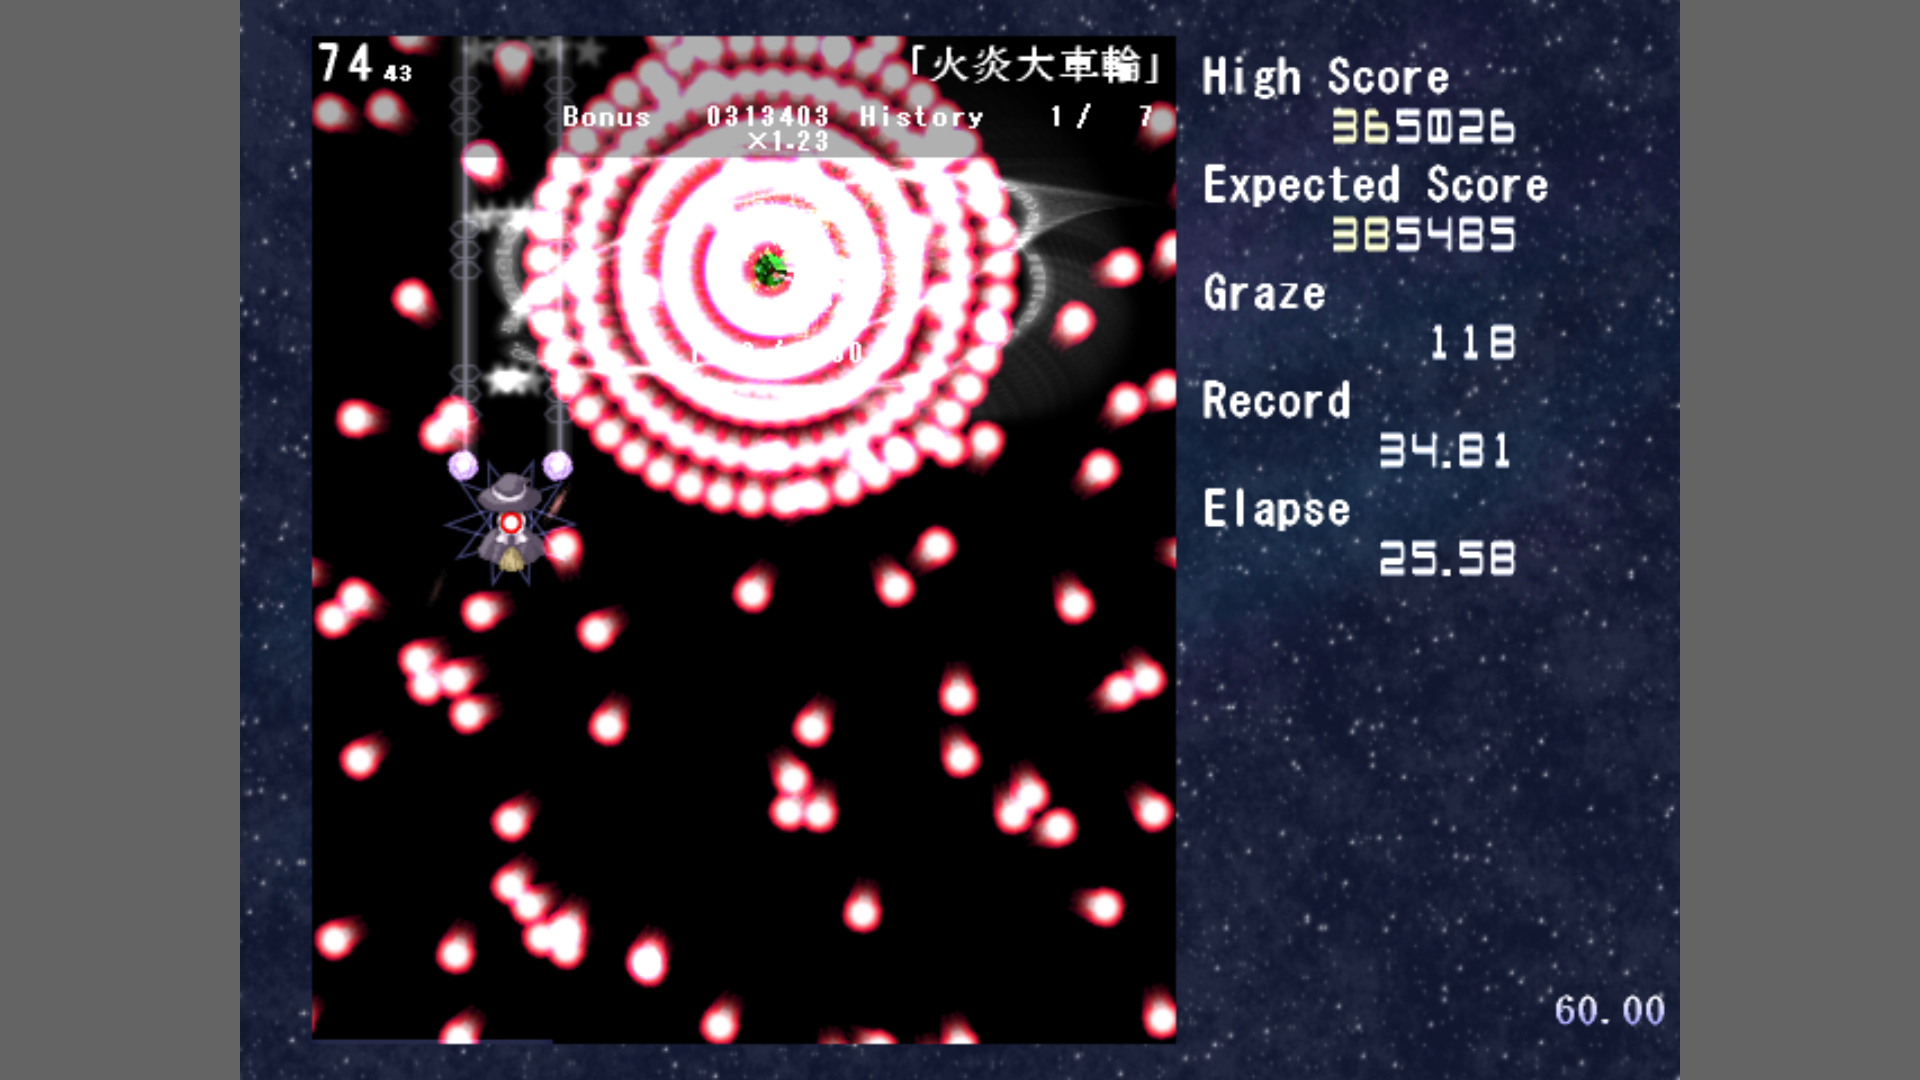 74 43
「火炎大車輪」
Bonus 0313403 History 1/ 7
×1.23
High Score
365026
Expected Score
385485
Graze
118
Record
34.81
Elapse
25.58
60.00